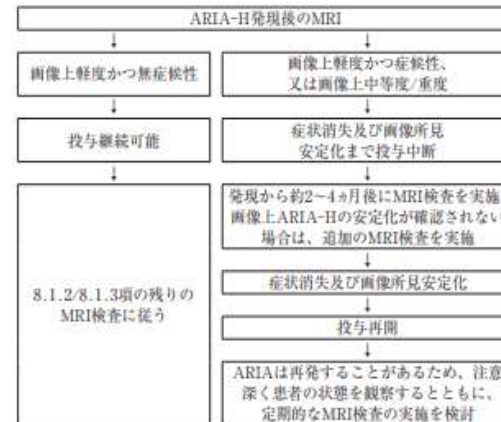 ARIA-H発現後のMRI
↓
↓
画像上軽度かつ無症候性
画像上軽度かつ症候性、
又は画像上中等度/重度
↓
↓
投与継続可能
症状消失及び画像所見
安定化まで投与中断
↓
↓
8.1.2/8.1.3項の残りの
MRI検査に従う
発現から約2~4ヵ月後にMRI検査を実施
画像上ARIA-Hの安定化が確認されない
場合は、追加のMRI検査を実施
↓
症状消失及び画像所見安定化
↓
投与再開
↓
ARIAは再発することがあるため、注意
深く患者の状態を観察するとともに、
定期的なMRI検査の実施を検討